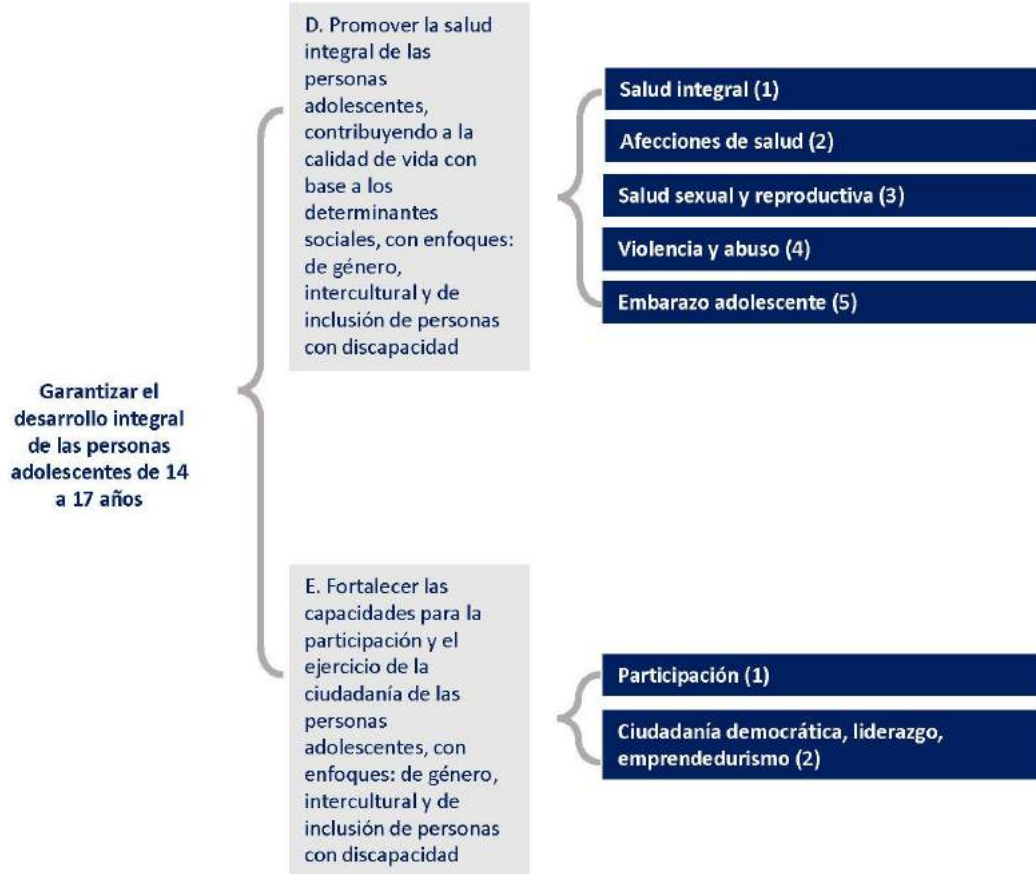 Garantizar el
desarrollo integral
de las personas
adolescentes de 14
a 17 años
D. Promover la salud
integral de las
personas
adolescentes,
contribuyendo a la
calidad de vida con
base a los
determinantes
sociales, con enfoques:
de género,
intercultural y de
inclusión de personas
con discapacidad
Salud integral (1)
Afecciones de salud (2)
Salud sexual y reproductiva (3)
Violencia y abuso (4)
Embarazo adolescente (5)
E. Fortalecer las
capacidades para la
participación y el
ejercicio de la
ciudadanía de las
personas
adolescentes, con
enfoques: de género,
intercultural y de
inclusión de personas
con discapacidad
Participación (1)
Ciudadanía democrática, liderazgo,
emprendedurismo (2)